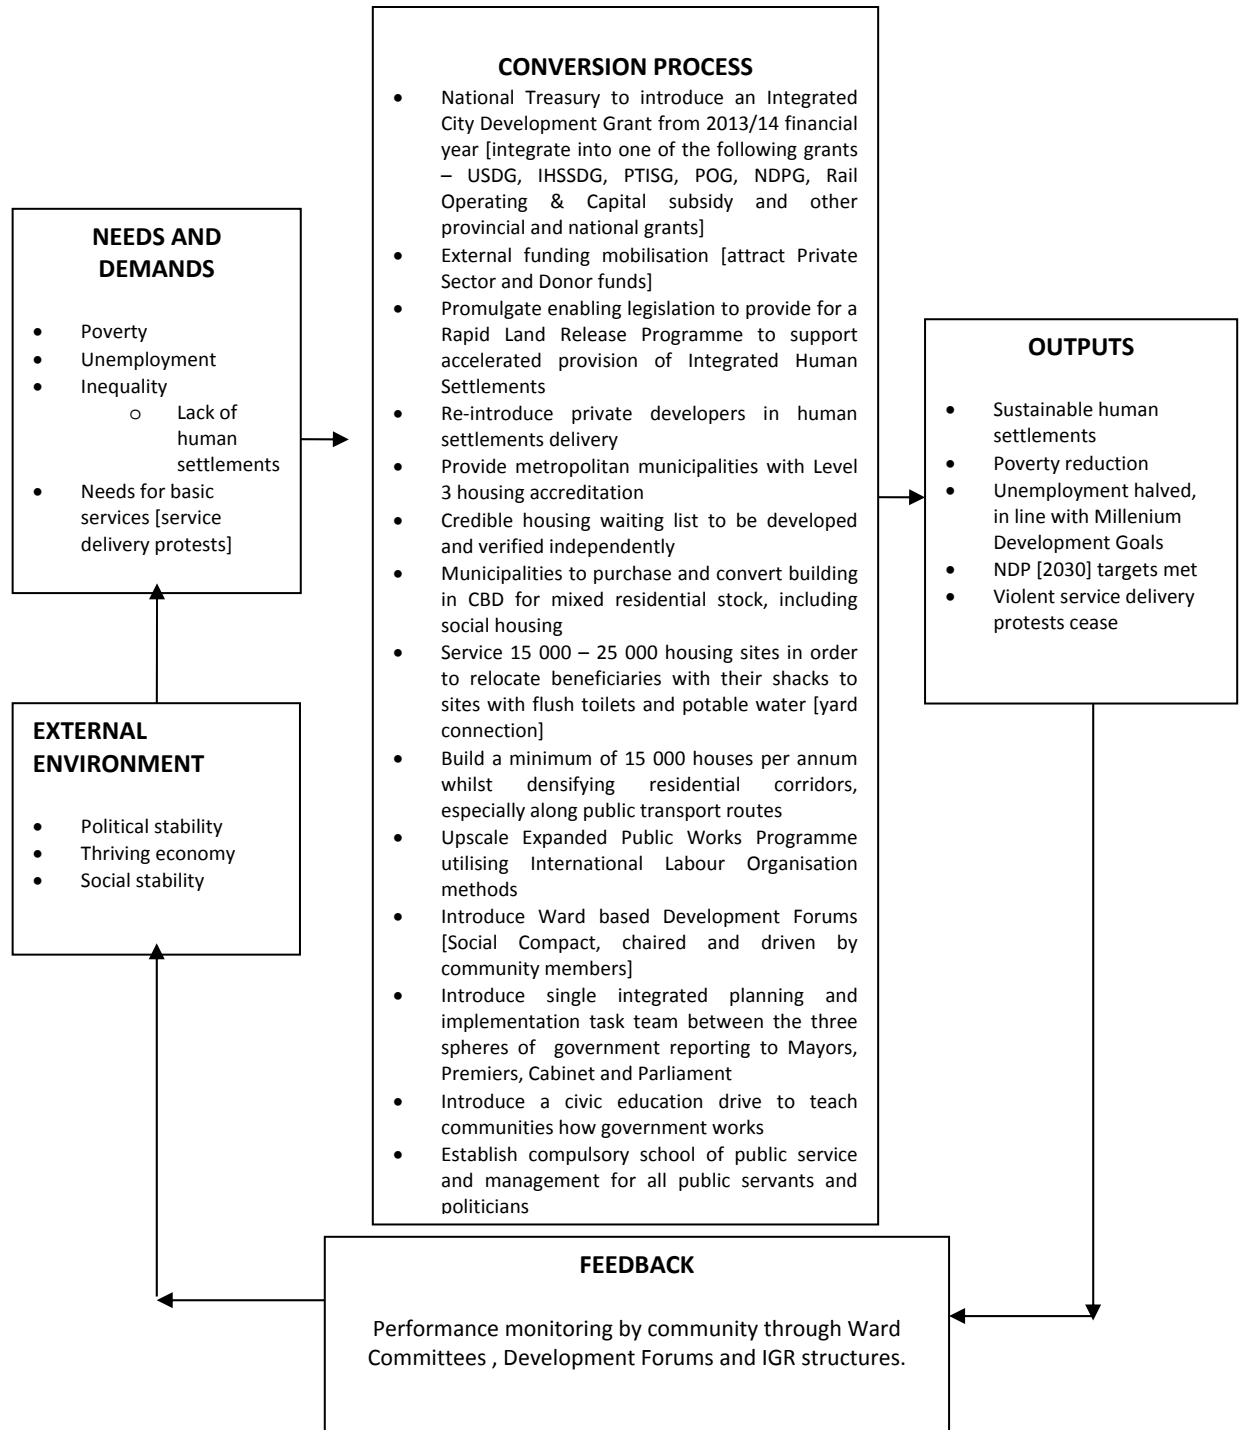 NEEDS AND
DEMANDS
• Poverty
• Unemployment
• Inequality
o Lack of
human
settlements
• Needs for basic
services [service
delivery protests]
EXTERNAL
ENVIRONMENT
• Political stability
• Thriving economy
• Social stability
CONVERSION PROCESS
• National Treasury to introduce an Integrated
City Development Grant from 2013/14 financial
year [integrate into one of the following grants
– USDG, IHSSDG, PTISG, POG, NDPG, Rail
Operating & Capital subsidy and other
provincial and national grants]
• External funding mobilisation [attract Private
Sector and Donor funds]
• Promulgate enabling legislation to provide for a
Rapid Land Release Programme to support
accelerated provision of Integrated Human
Settlements
• Re-introduce private developers in human
settlements delivery
• Provide metropolitan municipalities with Level
3 housing accreditation
• Credible housing waiting list to be developed
and verified independently
• Municipalities to purchase and convert building
in CBD for mixed residential stock, including
social housing
• Service 15 000 – 25 000 housing sites in order
to relocate beneficiaries with their shacks to
sites with flush toilets and potable water [yard
connection]
• Build a minimum of 15 000 houses per annum
whilst densifying residential corridors,
especially along public transport routes
• Upscale Expanded Public Works Programme
utilising International Labour Organisation
methods
• Introduce Ward based Development Forums
[Social Compact, chaired and driven by
community members]
• Introduce single integrated planning and
implementation task team between the three
spheres of government reporting to Mayors,
Premiers, Cabinet and Parliament
• Introduce a civic education drive to teach
communities how government works
• Establish compulsory school of public service
and management for all public servants and
politicians
OUTPUTS
• Sustainable human
settlements
• Poverty reduction
• Unemployment halved,
in line with Millenium
Development Goals
• NDP [2030] targets met
• Violent service delivery
protests cease
FEEDBACK
Performance monitoring by community through Ward
Committees , Development Forums and IGR structures.